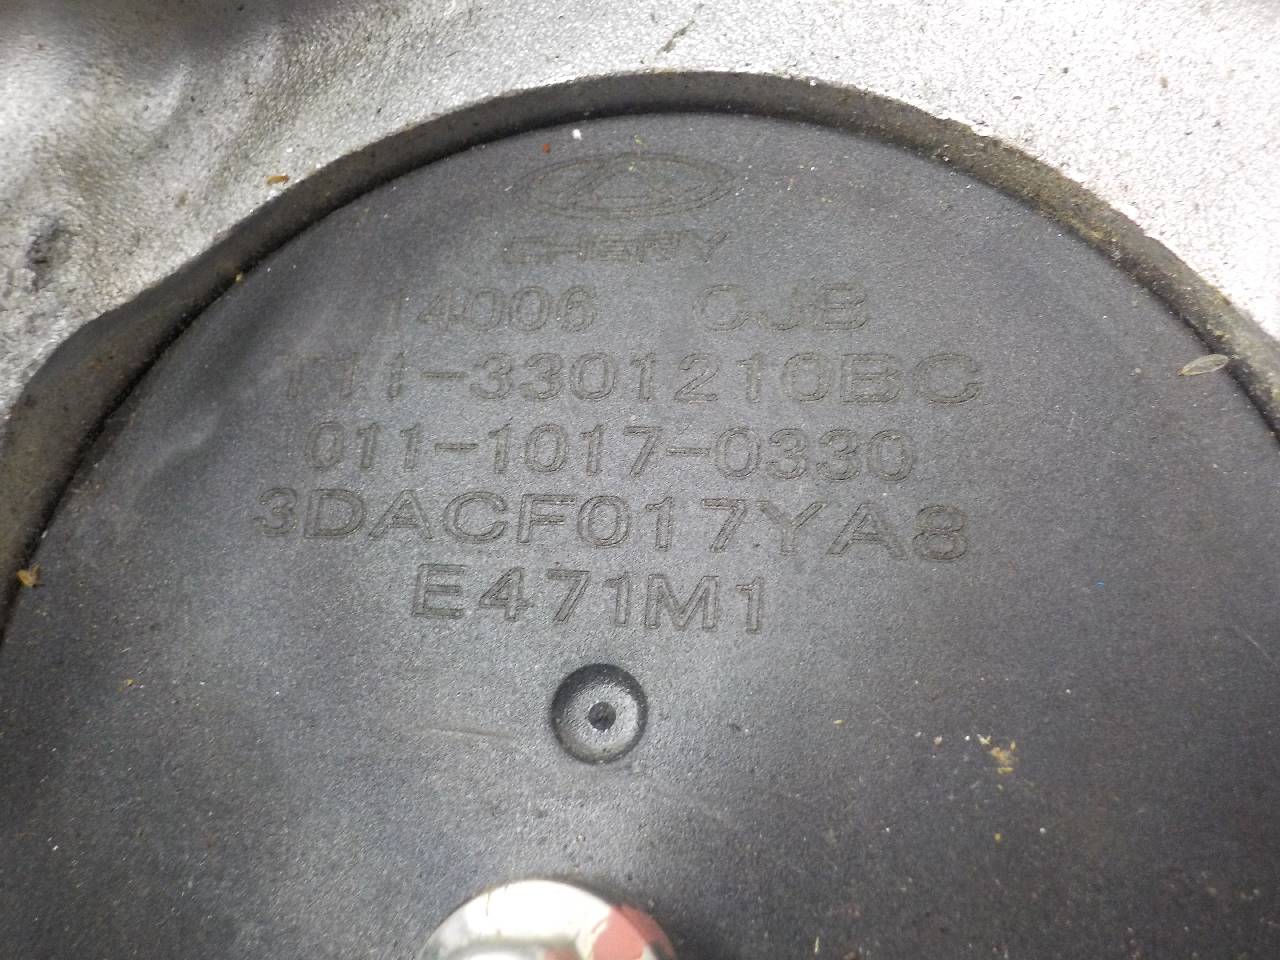 CHERY
14006 CJB
T11-3301210BC
011-1017-0330
3DACF017YA8
E471M1